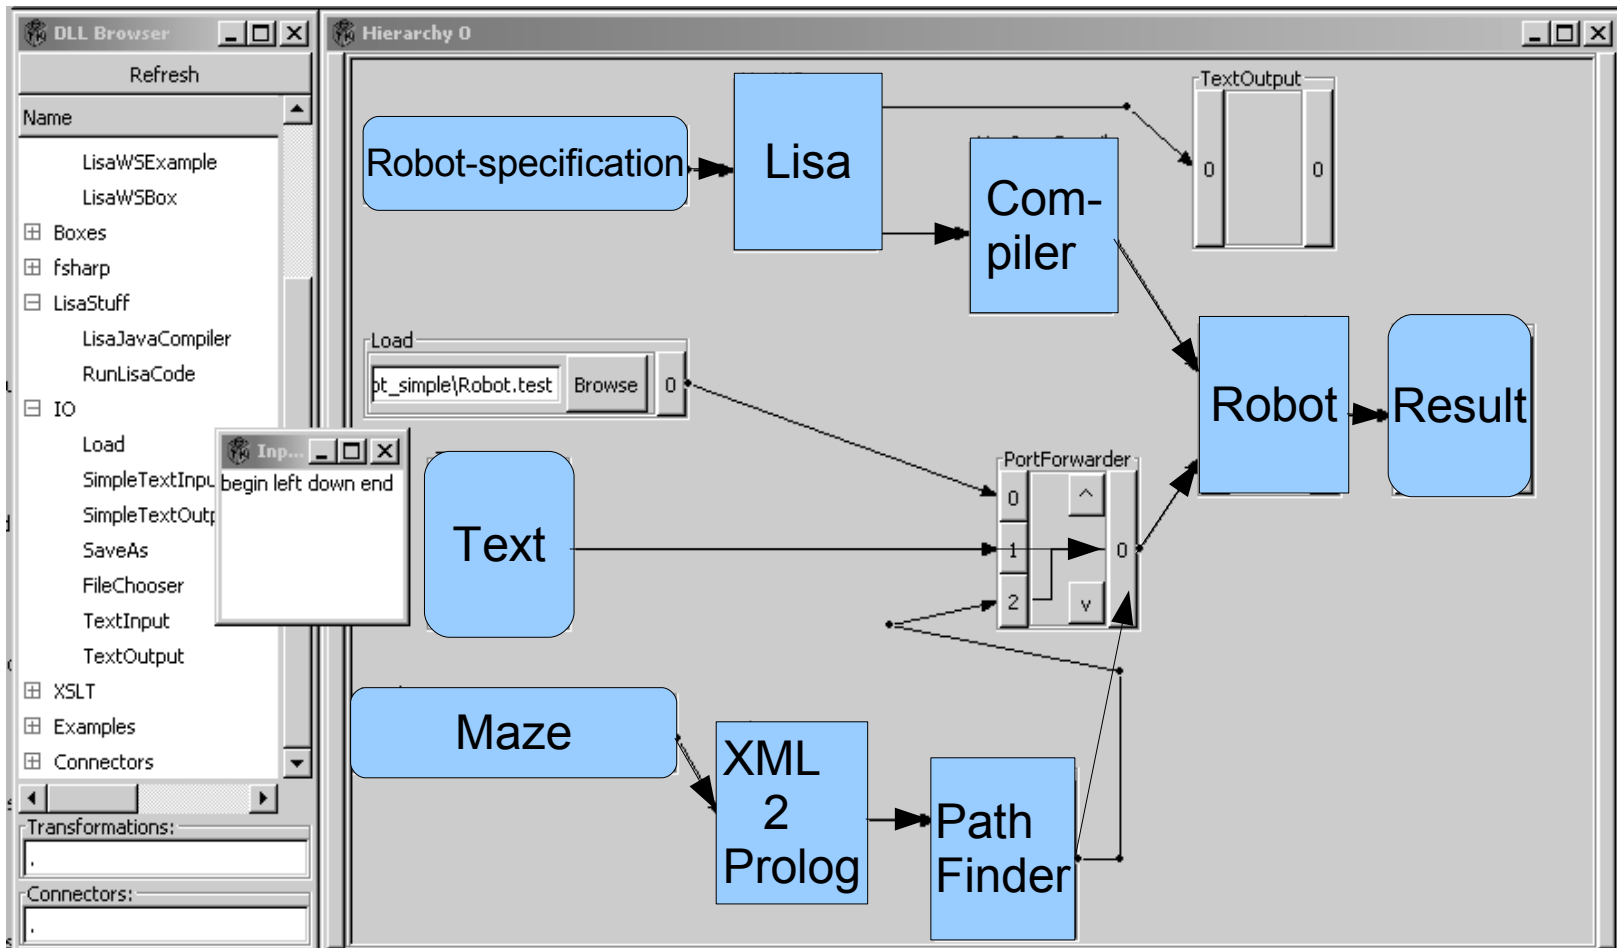 DLL Browser
Refresh
Name
LisaWSExample
LisaWSBox
Boxes
fsharp
LisaStuff
LisaJavaCompiler
RunLisaCode
IO
Load
SimpleTextInpu
SimpleTextOutp
SaveAs
FileChooser
TextInput
TextOutput
XSLT
Examples
Connectors
Transformations:
.
Connectors:
.
Inp...
begin left down end
Hierarchy 0
Robot-specification
Lisa
Com-
piler
TextOutput
0
0
Load
ot_simple\Robot.test
Browse
0
Text
PortForwarder
0
1
2
^
v
0
Robot
Result
Maze
XML
2
Prolog
Path
Finder